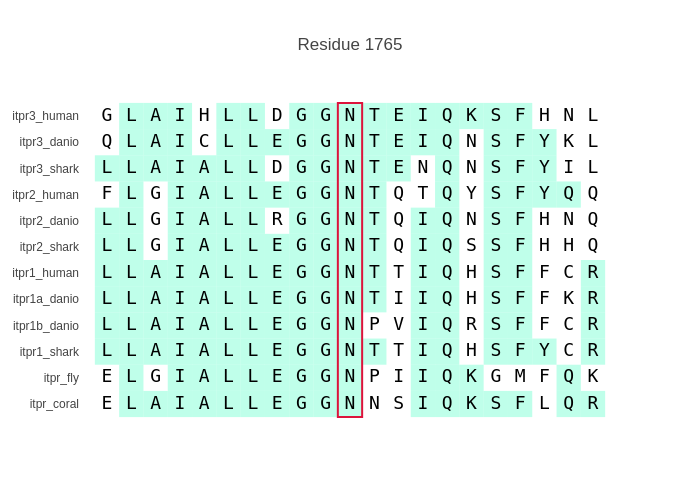 Residue 1765
itpr3_human G L A I H L L D G G N T E I Q K S F H N L
itpr3_danio Q L A I C L L E G G N T E I Q N S F Y K L
itpr3_shark L L A I A L L D G G N T E N Q N S F Y I L
itpr2_human F L G I A L L E G G N T Q T Q Y S F Y Q Q
itpr2_danio L L G I A L L R G G N T Q I Q N S F H N Q
itpr2_shark L L G I A L L E G G N T Q I Q S S F H H Q
itpr1_human L L A I A L L E G G N T T I Q H S F F C R
itpr1a_danio L L A I A L L E G G N T I I Q H S F F K R
itpr1b_danio L L A I A L L E G G N P V I Q R S F F C R
itpr1_shark L L A I A L L E G G N T T I Q H S F Y C R
itpr_fly E L G I A L L E G G N P I I Q K G M F Q K
itpr_coral E L A I A L L E G G N N S I Q K S F L Q R